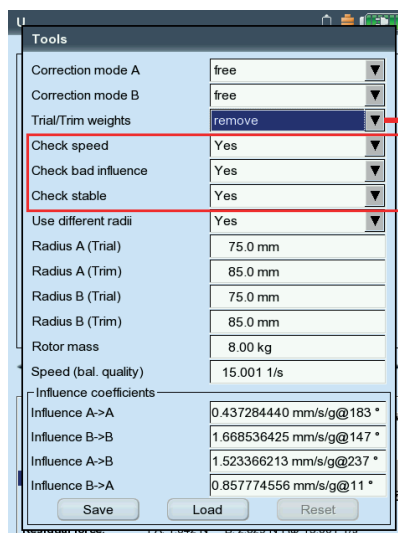 Tools
Correction mode A free
Correction mode B free
Trial/Trim weights remove
Check speed Yes
Check bad influence Yes
Check stable Yes
Use different radii Yes
Radius A (Trial) 75.0 mm
Radius A (Trim) 85.0 mm
Radius B (Trial) 75.0 mm
Radius B (Trim) 85.0 mm
Rotor mass 8.00 kg
Speed (bal. quality) 15.001 1/s
Influence coefficients
Influence A->A 0.437284440 mm/s/g@183 °
Influence B->B 1.668536425 mm/s/g@147 °
Influence A->B 1.523366213 mm/s/g@237 °
Influence B->A 0.857774556 mm/s/g@11 °
Save Load Reset